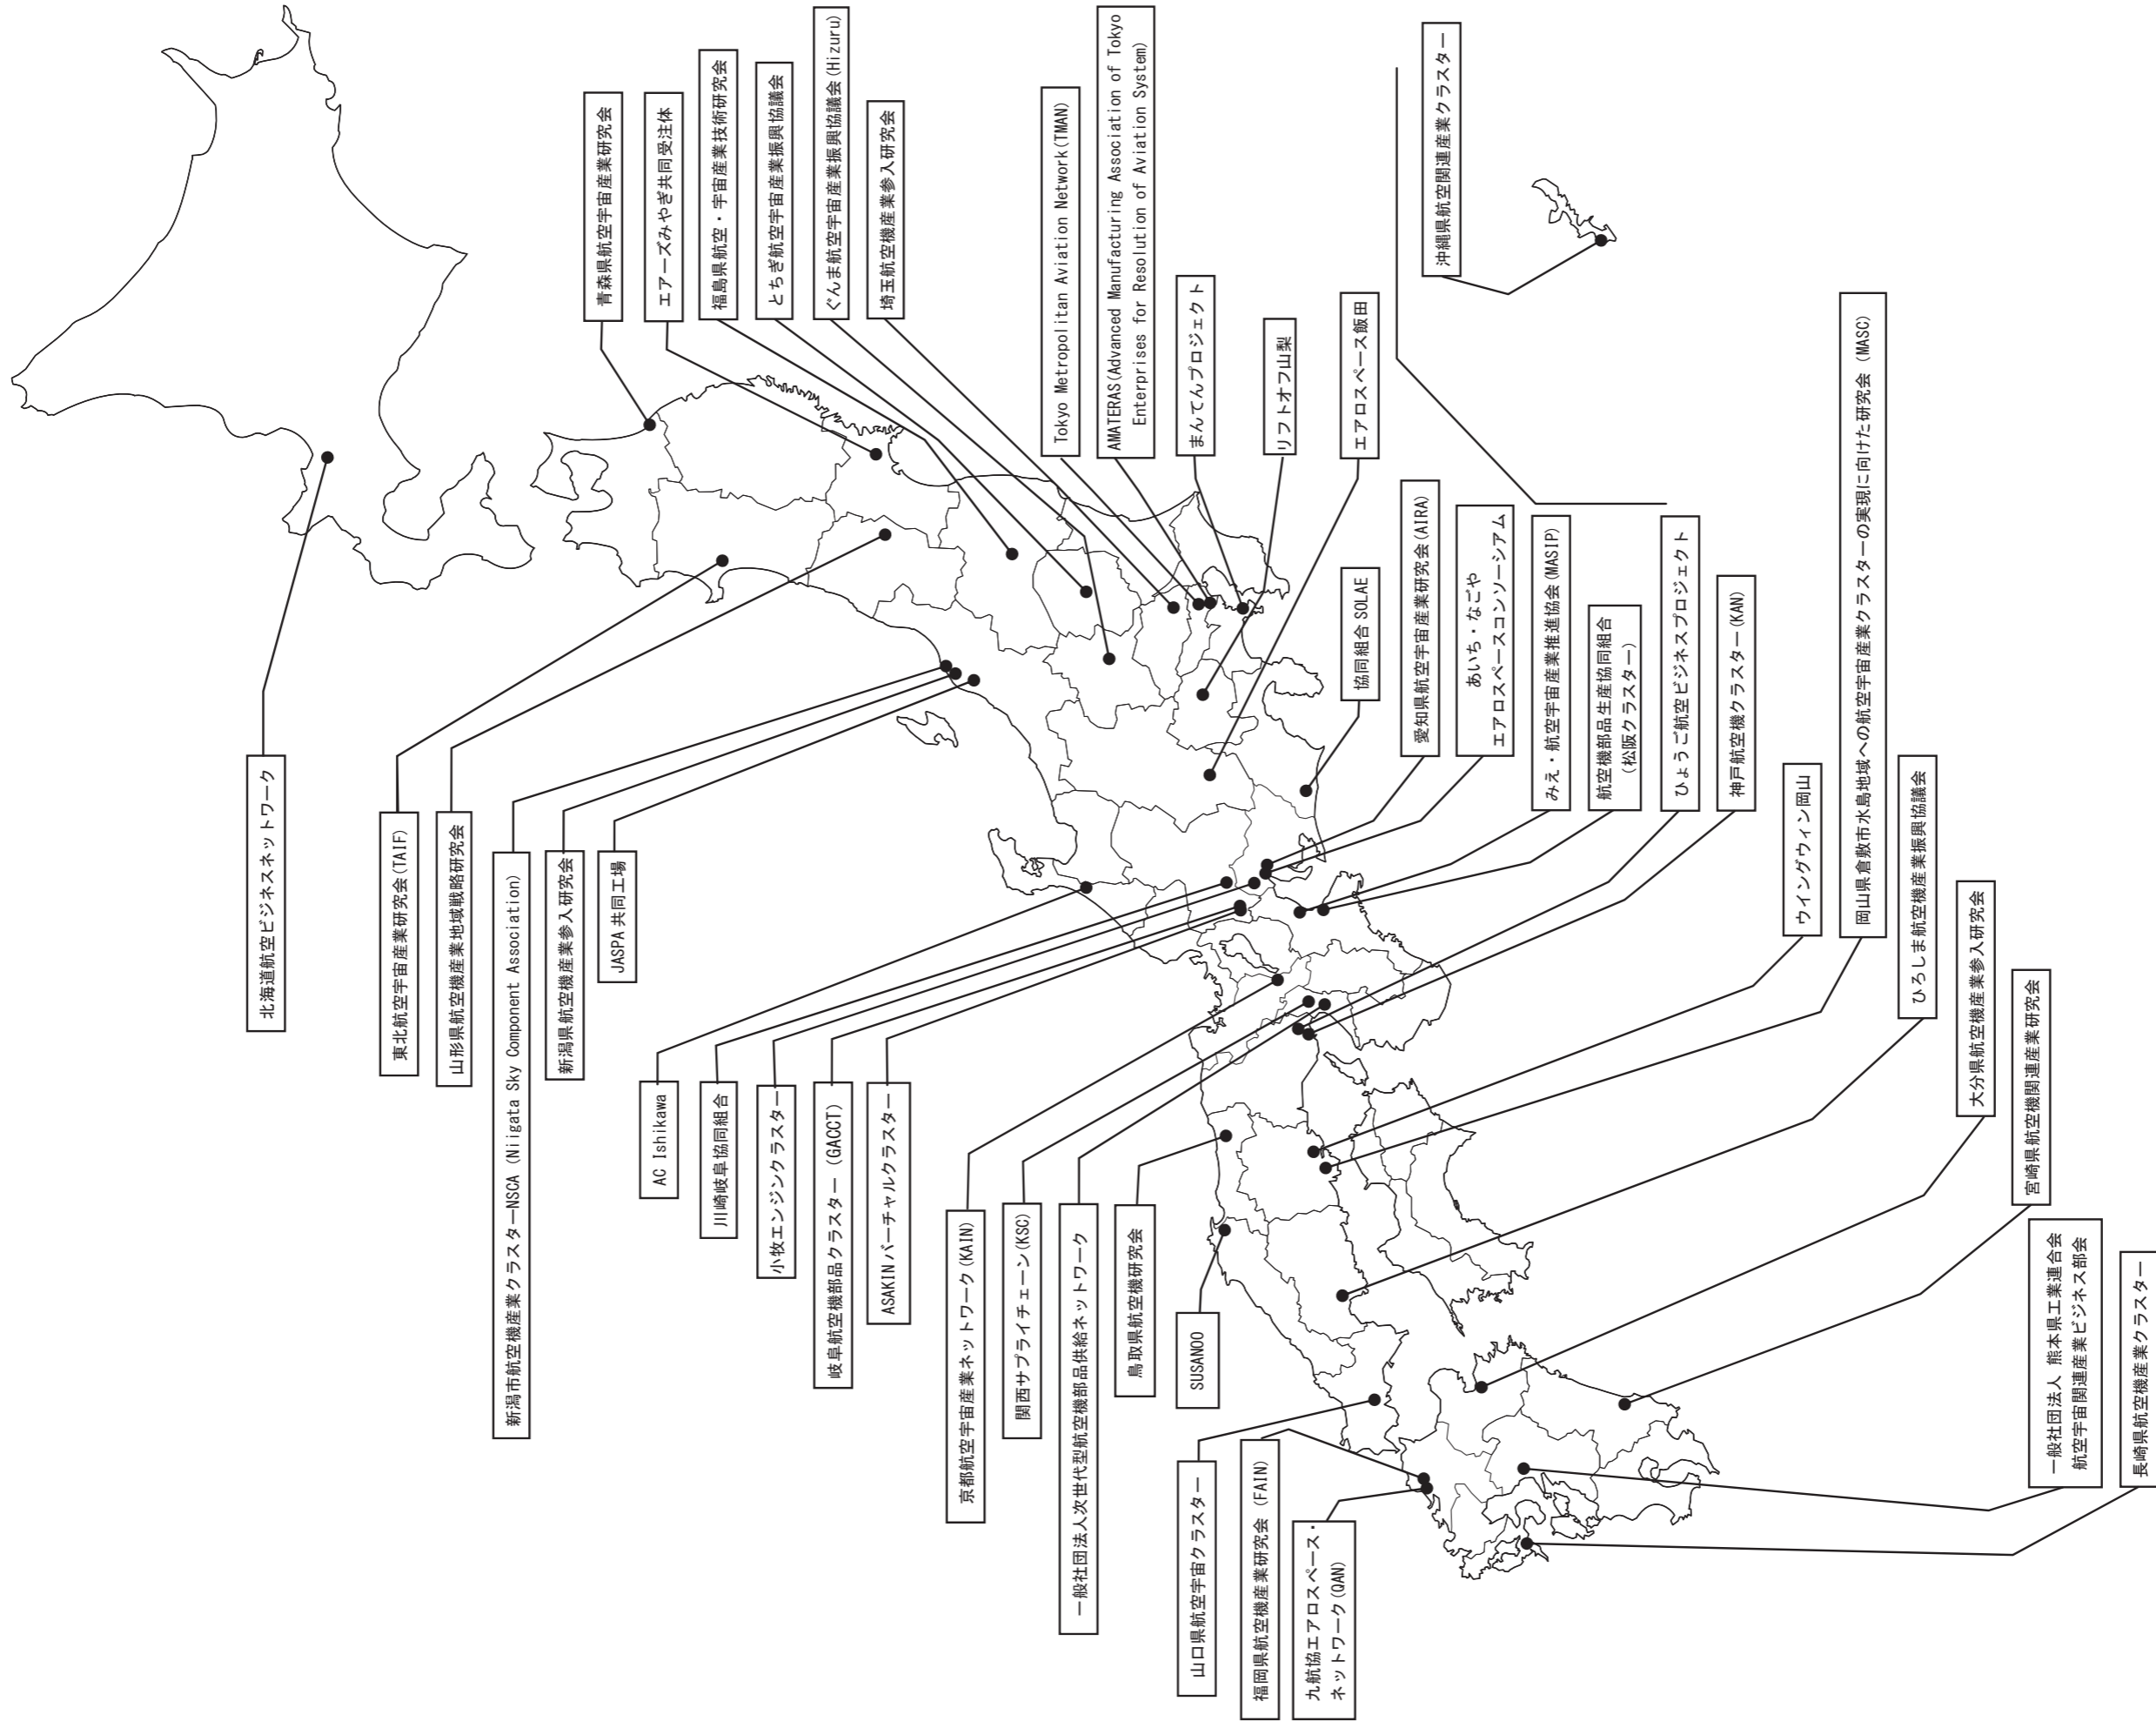 北海道航空ビジネスネットワーク
東北航空宇宙産業研究会(TAIF)
山形県航空機産業地域戦略研究会
新潟市航空機産業クラスターNSCA (Niigata Sky Component Association)
新潟県航空機産業参入研究会
JASPA 共同工場
AC Ishikawa
川崎岐阜協同組合
小牧エンジンクラスター
岐阜航空機部品クラスター (GACCT)
ASAKIN バーチャルクラスター
京都航空宇宙産業ネットワーク(KAIN)
関西サプライチェーン(KSC)
一般社団法人次世代型航空機部品供給ネットワーク
鳥取県航空機研究会
SUSANOO
山口県航空宇宙クラスター
福岡県航空機産業研究会 (FAIN)
九航協エアロスペース・
ネットワーク(QAN)
青森県航空宇宙産業研究会
エアーズみやぎ共同受注体
福島県航空・宇宙産業技術研究会
とちぎ航空宇宙産業振興協議会
ぐんま航空宇宙産業振興協議会(Hizuru)
埼玉航空機産業参入研究会
Tokyo Metropolitan Aviation Network(TMAN)
AMATERAS(Advanced Manufacturing Association of Tokyo
Enterprises for Resolution of Aviation System)
まんてんプロジェクト
リフトオフ山梨
エアロスペース飯田
協同組合 SOLAE
愛知県航空宇宙産業研究会(AIRA)
あいち・なごや
エアロスペースコンソーシアム
みえ・航空宇宙産業推進協会(MASIP)
航空機部品生産協同組合
(松阪クラスター)
ひょうご航空ビジネスプロジェクト
神戸航空機クラスター(KAN)
ウイングウィン岡山
岡山県倉敷市水島地域への航空宇宙産業クラスターの実現に向けた研究会 (MASC)
ひろしま航空機産業振興協議会
大分県航空機産業参入研究会
宮崎県航空機関連産業研究会
一般社団法人 熊本県工業連合会
航空宇宙関連産業ビジネス部会
長崎県航空機産業クラスター
沖縄県航空関連産業クラスター